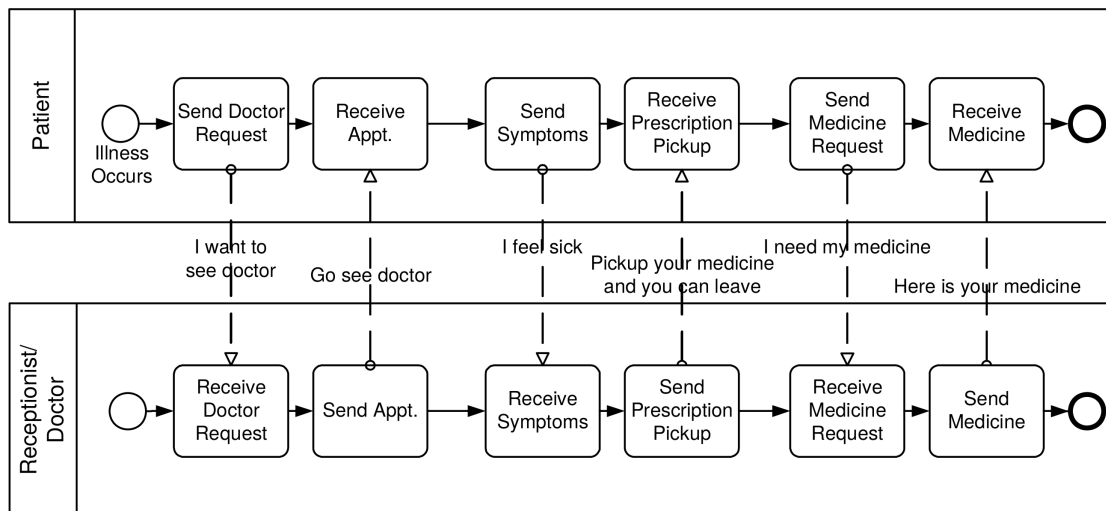 Patient
Send Doctor
Request
Receive
Appt.
Send
Symptoms
Receive
Prescription
Pickup
Send
Medicine
Request
Receive
Medicine
Illness
Occurs
I want to
see doctor
Go see doctor
I feel sick
Pickup your medicine
and you can leave
I need my medicine
Here is your medicine
Receptionist/
Doctor
Receive
Doctor
Request
Send Appt.
Receive
Symptoms
Send
Prescription
Pickup
Receive
Medicine
Request
Send
Medicine